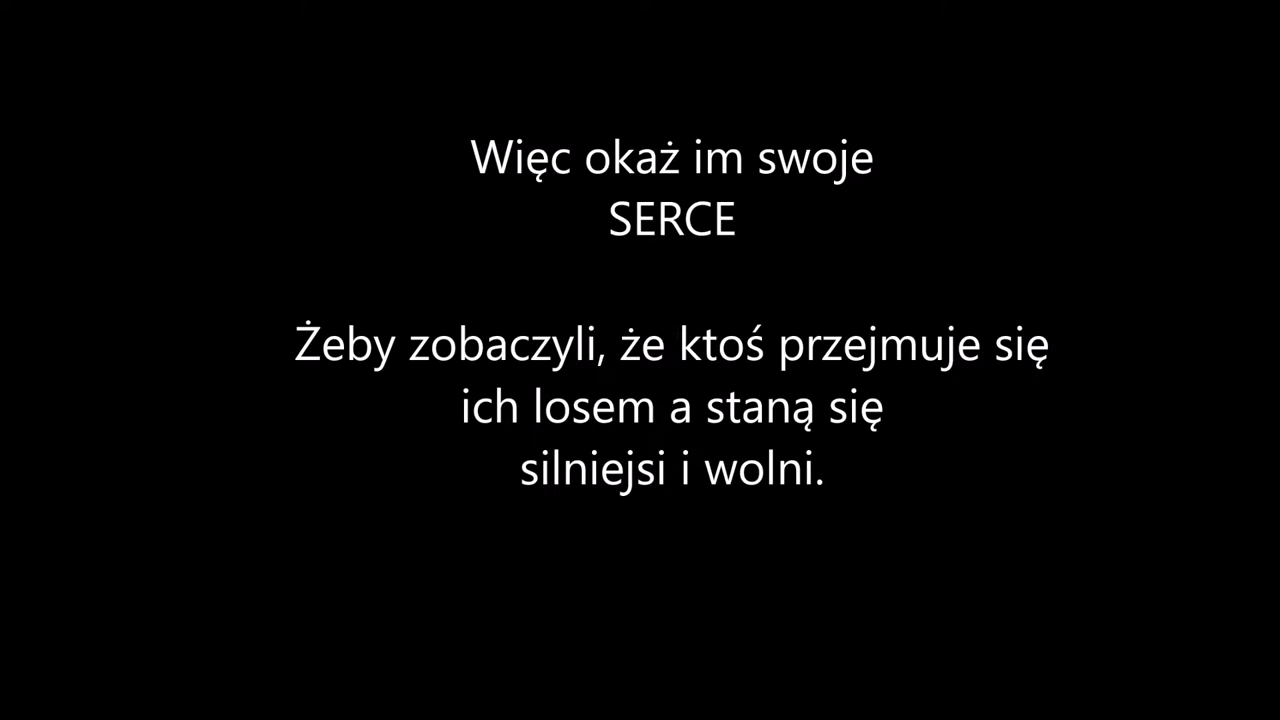 Więc okaż im swoje
SERCE
Żeby zobaczyli, że ktoś przejmuje się
ich losem a staną się
silniejsi i wolni.